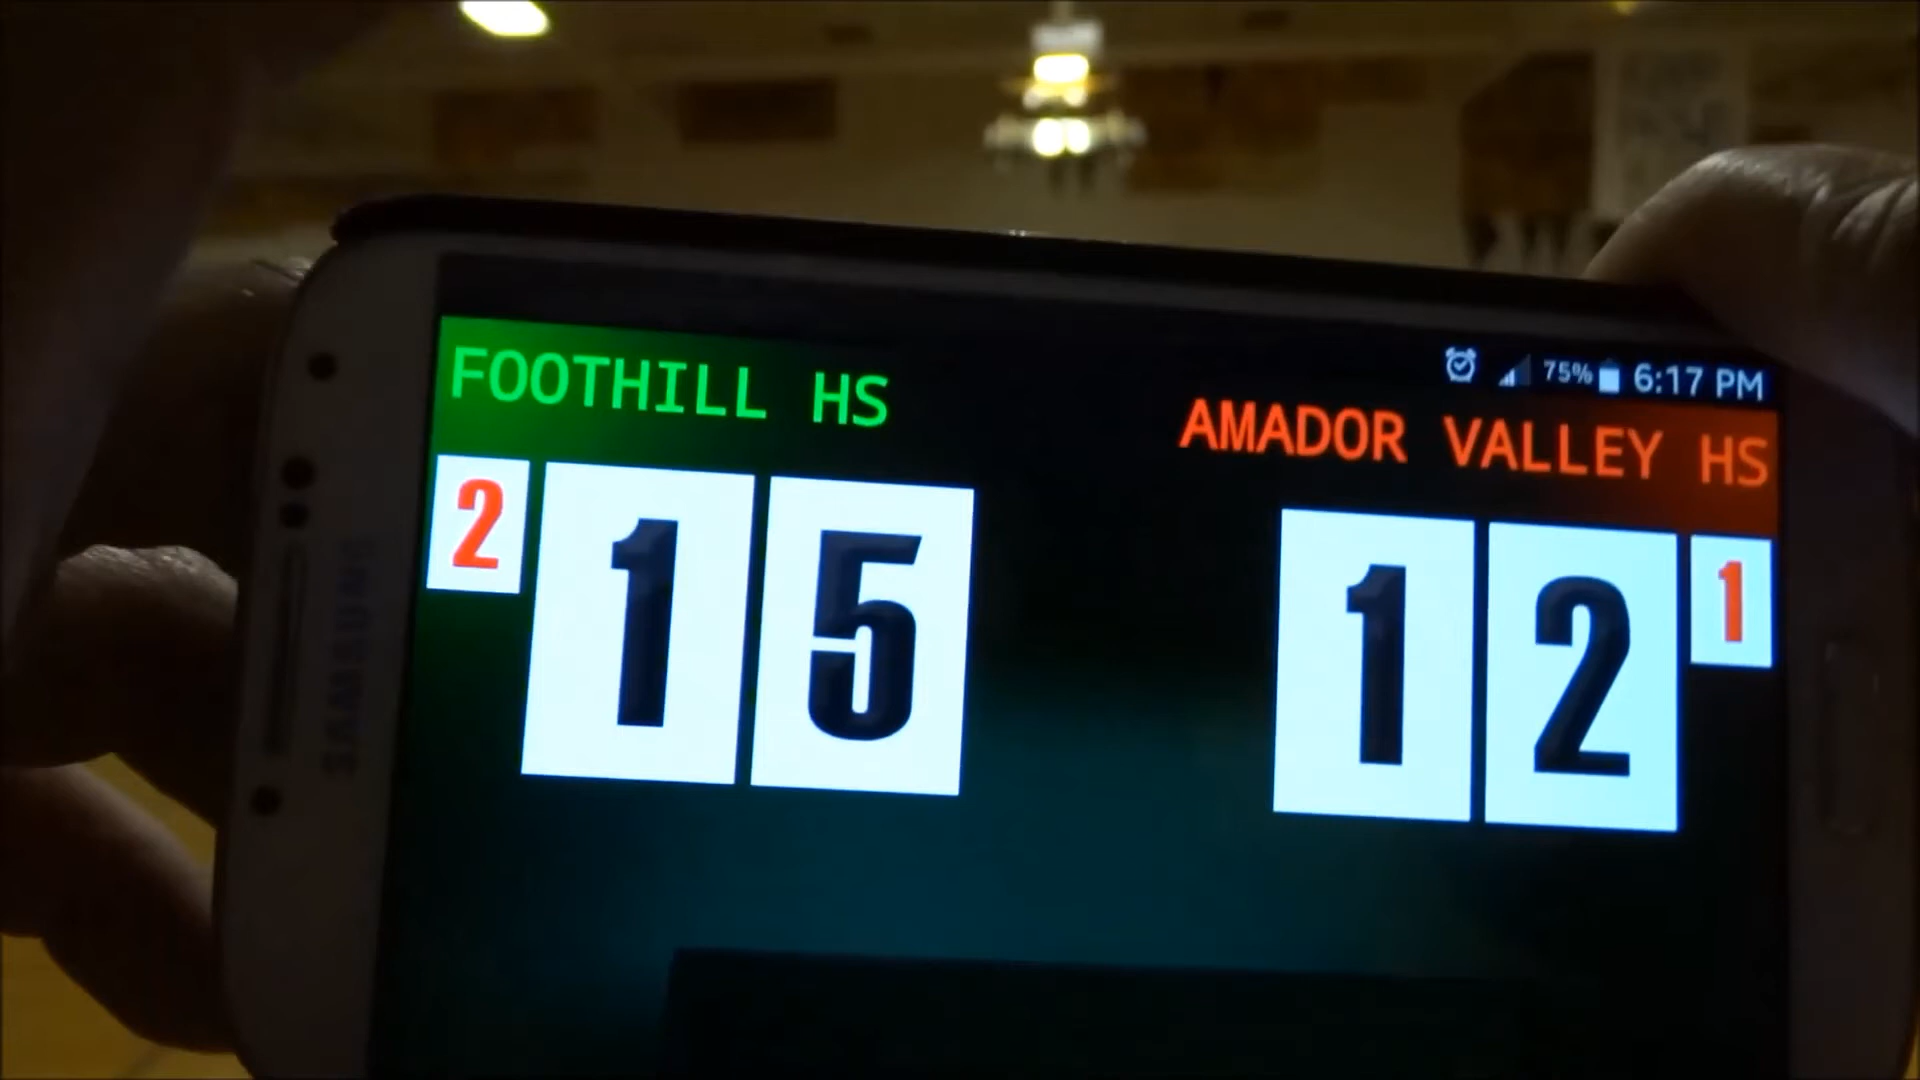 75% 6:17 PM
FOOTHILL HS
AMADOR VALLEY HS
2 15 12 1
SAMSUNG